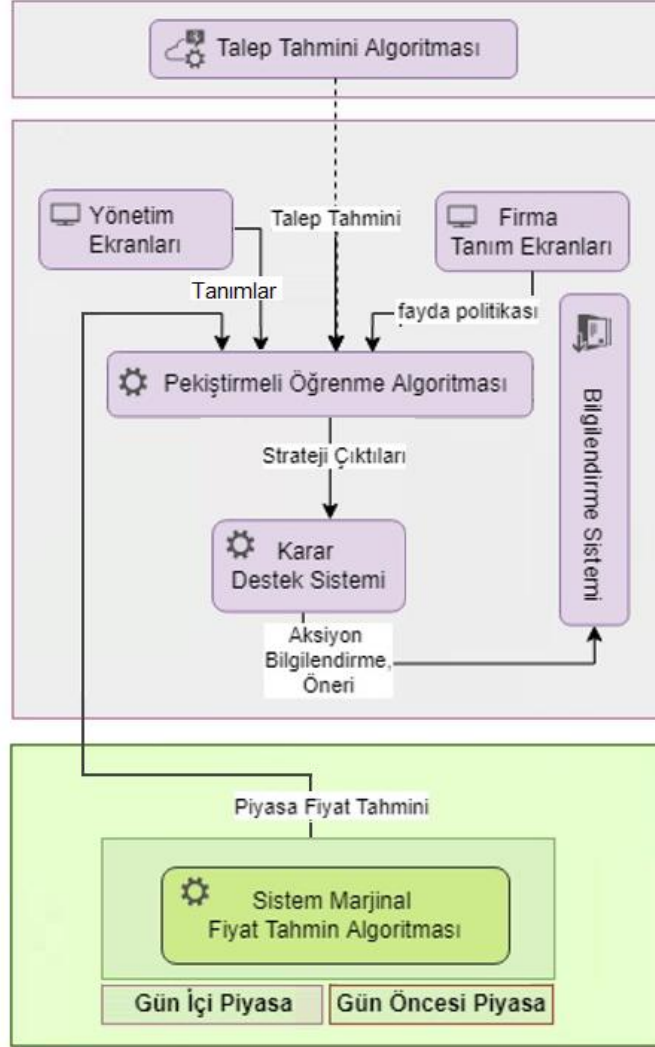 Talep Tahmini Algoritması
Yönetim
Ekranları
Talep Tahmini
Firma
Tanım Ekranları
Tanımlar
fayda politikası
Pekiştirmeli Öğrenme Algoritması
Bilgilendirme Sistemi
Strateji Çıktıları
Karar
Destek Sistemi
Aksiyon
Bilgilendirme,
Öneri
Piyasa Fiyat Tahmini
Sistem Marjinal
Fiyat Tahmin Algoritması
Gün İçi Piyasa
Gün Öncesi Piyasa